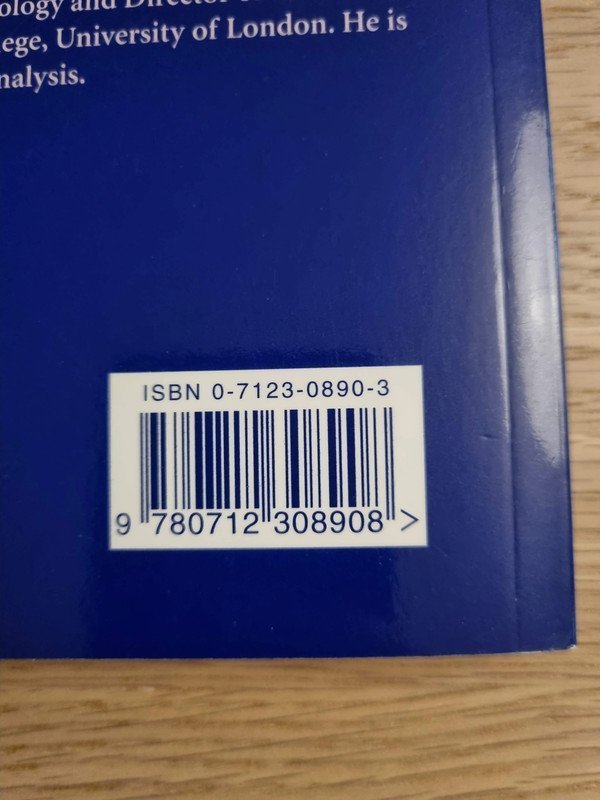 ology and Director
ege, University of London. He is
nalysis.
ISBN 0-7123-0890-3
9 780712 308908 >